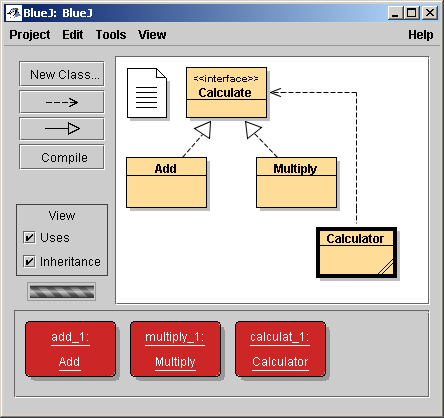 BlueJ: BlueJ
Project Edit Tools View Help
New Class...
Compile
View
Uses
Inheritance
<<interface>>
Calculate
Add
Multiply
Calculator
add_1:
Add
multiply_1:
Multiply
calculat_1:
Calculator